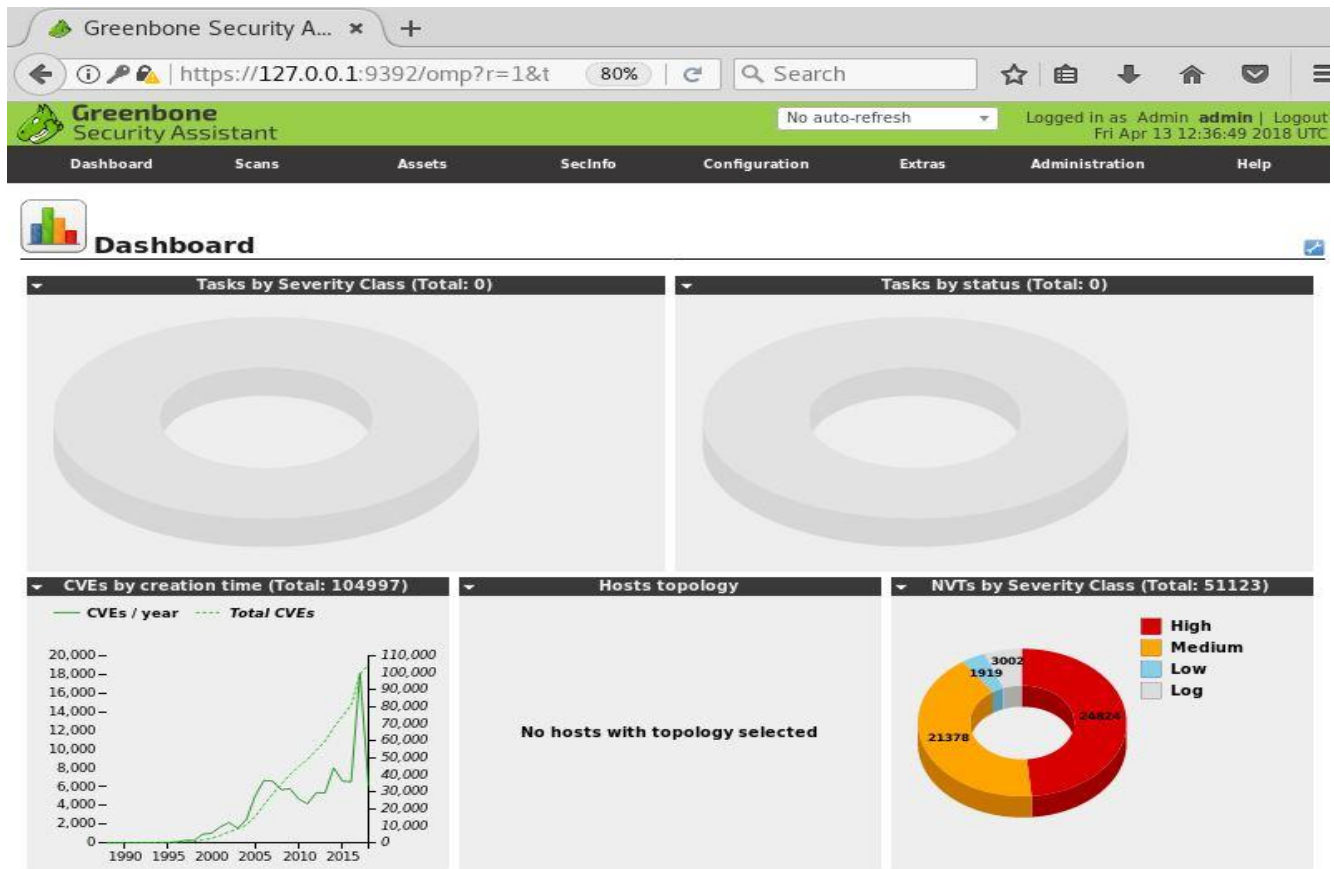 Greenbone Security A...
https://127.0.0.1:9392/omp?r=1&t 80% Search
Greenbone
Security Assistant
No auto-refresh
Logged in as Admin admin | Logout
Fri Apr 13 12:36:49 2018 UTC
Dashboard Scans Assets SecInfo Configuration Extras Administration Help
Dashboard
Tasks by Severity Class (Total: 0)
Tasks by status (Total: 0)
CVEs by creation time (Total: 104997)
CVEs / year Total CVEs
20,000
18,000
16,000
14,000
12,000
10,000
8,000
6,000
4,000
2,000
0
110,000
100,000
90,000
80,000
70,000
60,000
50,000
40,000
30,000
20,000
10,000
0
1990 1995 2000 2005 2010 2015
Hosts topology
No hosts with topology selected
NVTs by Severity Class (Total: 51123)
High
Medium
Low
Log
3002
1919
24824
21378